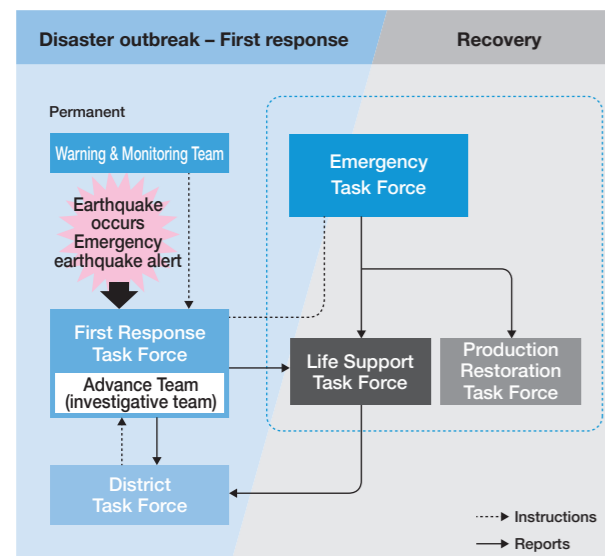 Disaster outbreak – First response
Recovery
Permanent
Warning & Monitoring Team
Earthquake
occurs
Emergency
earthquake alert
Emergency
Task Force
First Response
Task Force
Advance Team
(investigative team)
Life Support
Task Force
Production
Restoration
Task Force
District
Task Force
Instructions
Reports